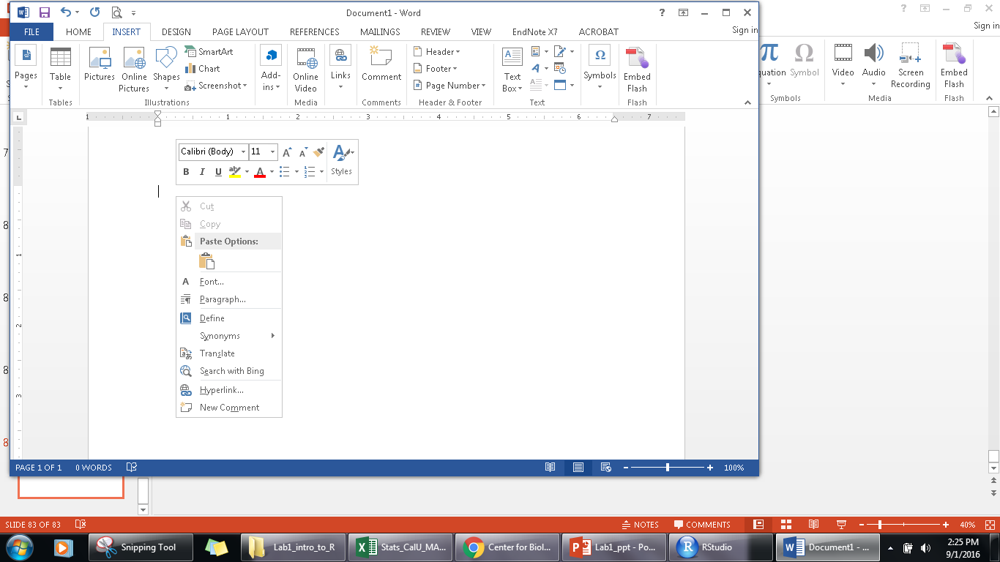 Document1 - Word
?
FILE HOME INSERT DESIGN PAGE LAYOUT REFERENCES MAILINGS REVIEW VIEW EndNote X7 ACROBAT Sign in
Sign in
Pages
Table
Tables
Pictures
Online Pictures
Shapes
SmartArt
Chart
Screenshot
Illustrations
Add-ins
Online Video
Media
Links
Comment
Comments
Header
Footer
Page Number
Header & Footer
Text Box
Text
Symbols
Embed Flash
Flash
quation
Symbol
Symbols
Video
Audio
Screen Recording
Media
Embed Flash
Flash
1 1 2 3 4 5 6 7
Calibri (Body) 11
B I U
Styles
Cut
Copy
Paste Options:
Font...
Paragraph...
Define
Synonyms
Translate
Search with Bing
Hyperlink...
New Comment
1
2
3
7
8
8
8
8
PAGE 1 OF 1 0 WORDS 100%
SLIDE 83 OF 83 NOTES COMMENTS 40%
Snipping Tool
Lab1_intro_to_R
Stats_CalU_MA...
Center for Biol...
Lab1_ppt - Po...
RStudio
Document1 - ...
2:25 PM
9/1/2016